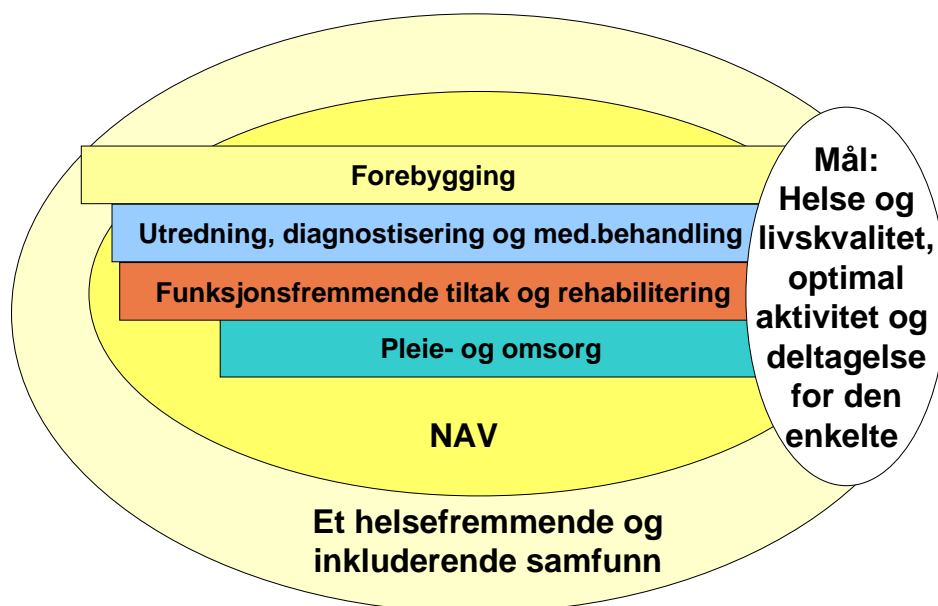 Forebygging
Utredning, diagnostisering og med.behandling
Funksjonsfremmende tiltak og rehabilitering
Pleie- og omsorg
NAV
Et helsefremmende og
inkluderende samfunn
Mål:
Helse og
livskvalitet,
optimal
aktivitet og
deltagelse
for den
enkelte